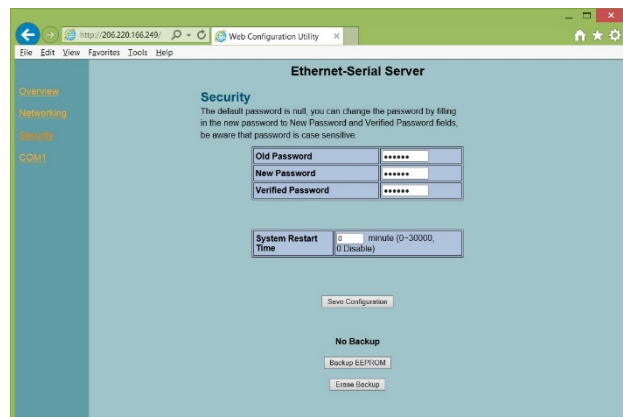 http://206.220.166.249/
Web Configuration Utility
File Edit View Favorites Tools Help
Ethernet-Serial Server
Overview
Networking
Security
COM1
Security
The default password is null, you can change the password by filling
in the new password to New Password and Verified Password fields,
be aware that password is case sensitive.
Old Password ••••••
New Password ••••••
Verified Password ••••••
System Restart
Time
0 minute (0~30000,
0:Disable)
Save Configuration
No Backup
Backup EEPROM
Erase Backup